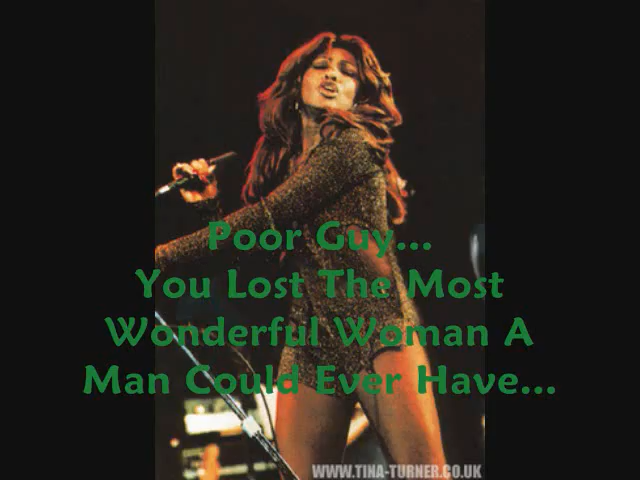 Poor Guy...
You Lost The Most
Wonderful Woman A
Man Could Ever Have...
WWW.TINA-TURNER.CO.UK